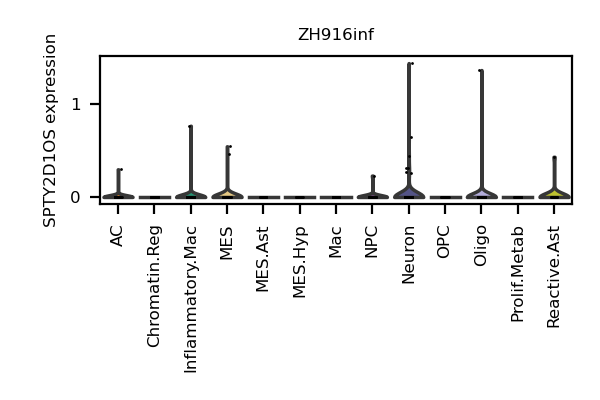 ZH916inf
SPTY2D1OS expression
1
0
AC
Chromatin.Reg
Inflammatory.Mac
MES
MES.Ast
MES.Hyp
Mac
NPC
Neuron
OPC
Oligo
Prolif.Metab
Reactive.Ast